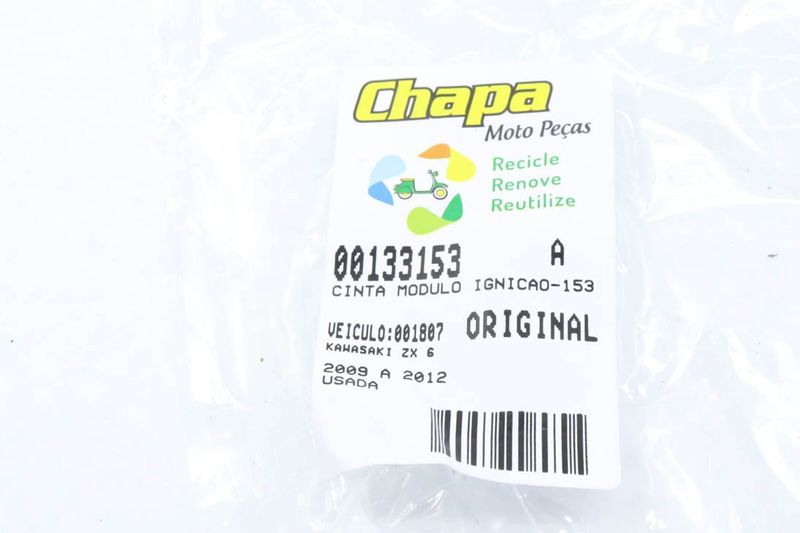 Chapa
Moto Peças
Recicle
Renove
Reutilize
00133153 A
CINTA MODULO IGNICAO-153
VEICULO:001807 ORIGINAL
KAWASAKI ZX 6
2009 A 2012
USADA